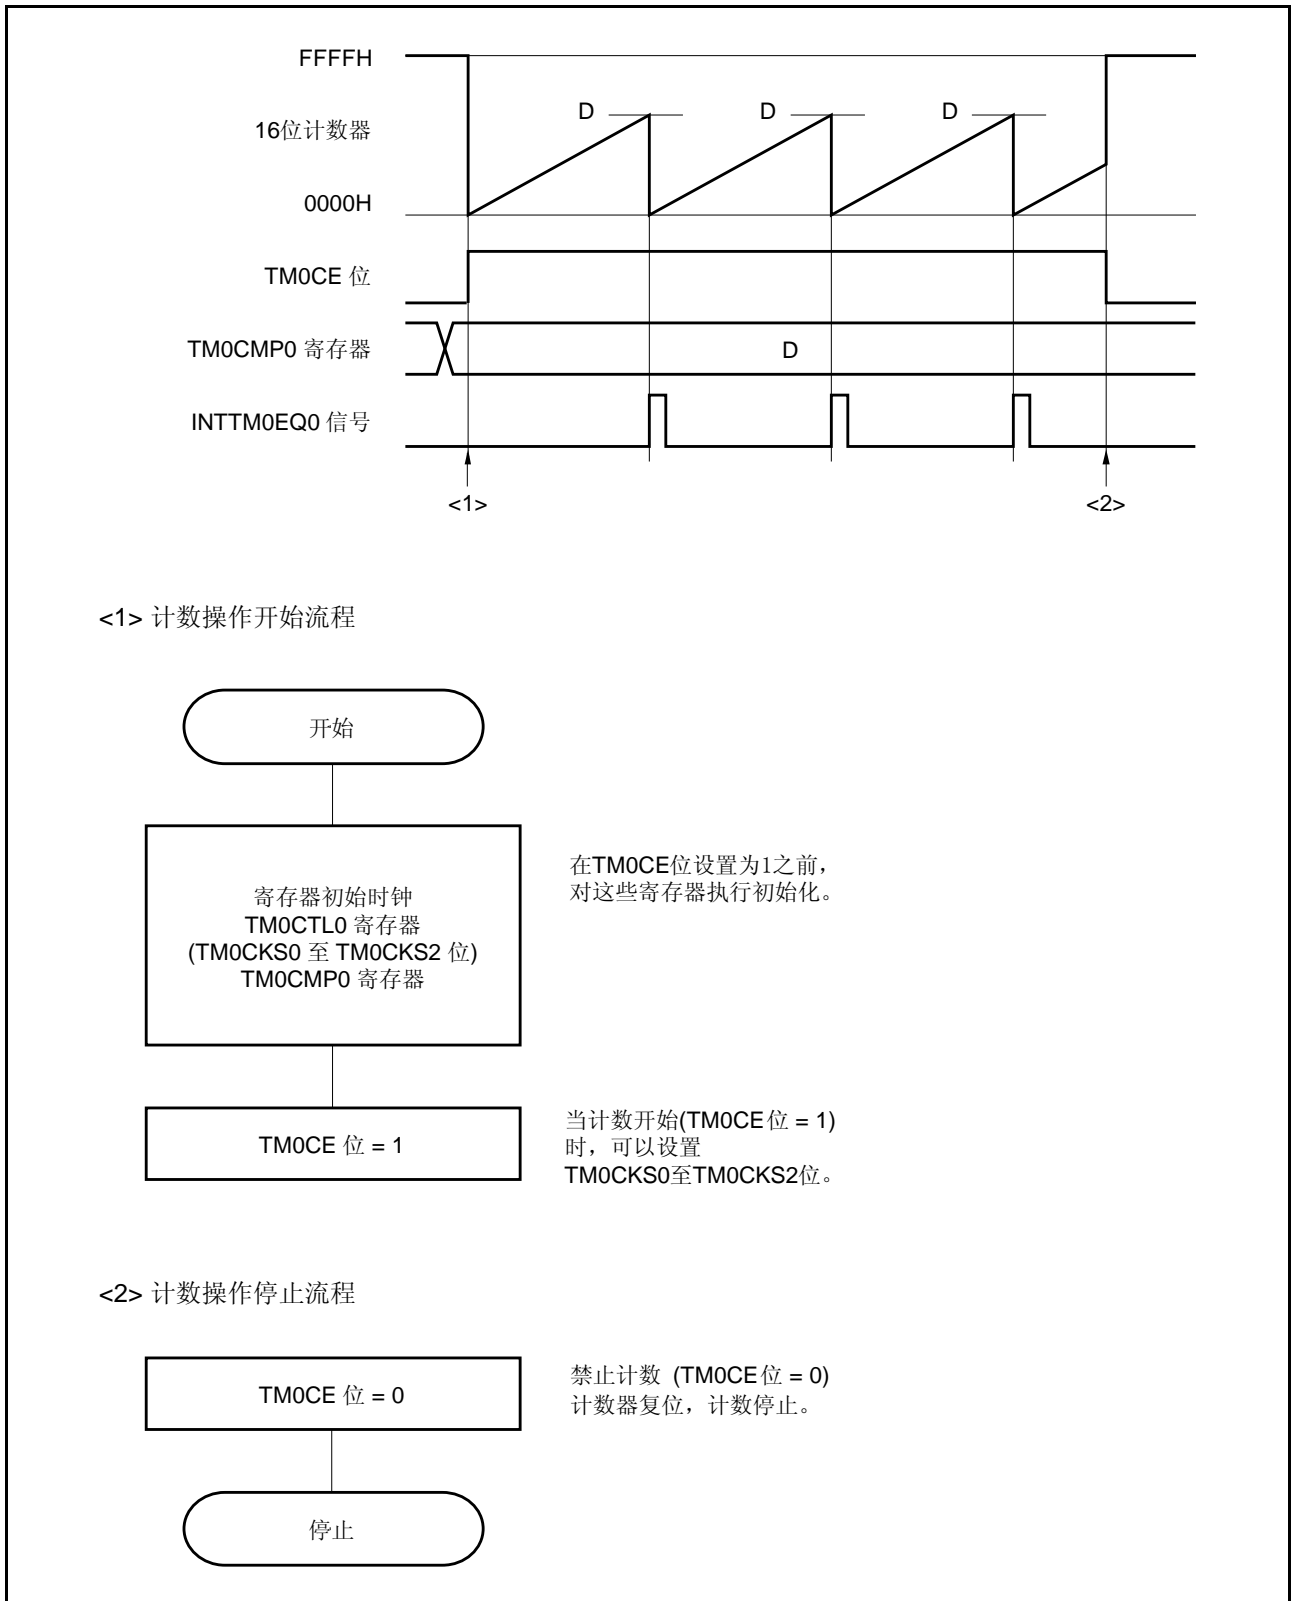 FFFFH
D D D
16位计数器
0000H
TM0CE 位
TM0CMP0 寄存器
D
INTTM0EQ0 信号
<1> <2>
<1> 计数操作开始流程
开始
寄存器初始时钟
TM0CTL0 寄存器
(TM0CKS0 至 TM0CKS2 位)
TM0CMP0 寄存器
在TM0CE位设置为1之前，
对这些寄存器执行初始化。
TM0CE 位 = 1
当计数开始(TM0CE位 = 1)
时，可以设置
TM0CKS0至TM0CKS2位。
<2> 计数操作停止流程
TM0CE 位 = 0
禁止计数 (TM0CE位 = 0)
计数器复位，计数停止。
停止